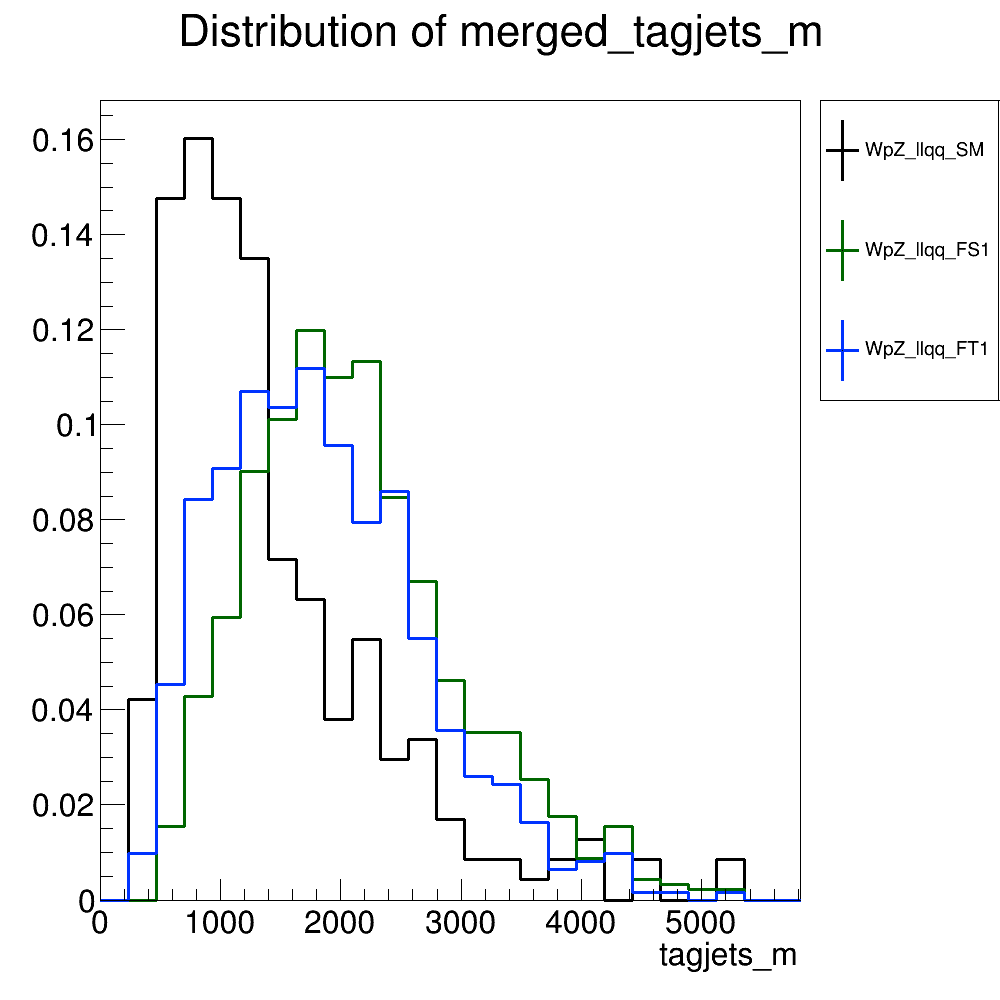 Distribution of merged_tagjets_m
WpZ_llqq_SM
WpZ_llqq_FS1
WpZ_llqq_FT1
0.16
0.14
0.12
0.1
0.08
0.06
0.04
0.02
0
0 1000 2000 3000 4000 5000
tagjets_m